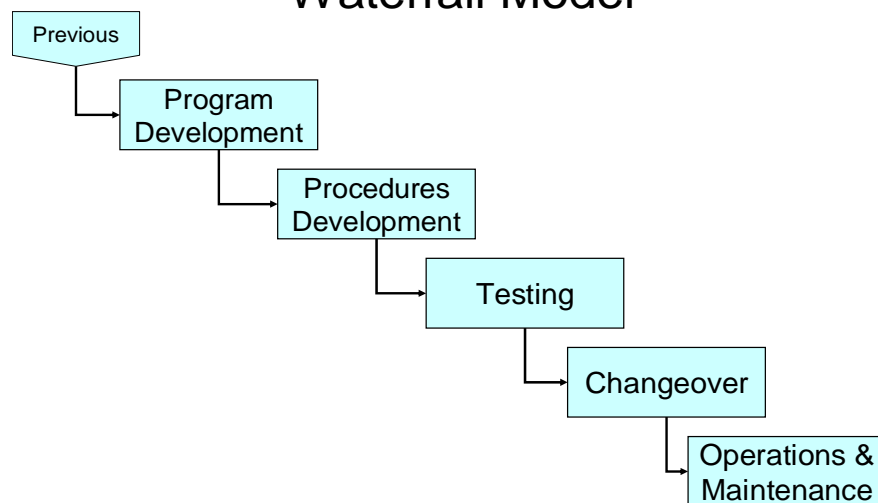 Waterfall Model
Previous
Program
Development
Procedures
Development
Testing
Changeover
Operations &
Maintenance